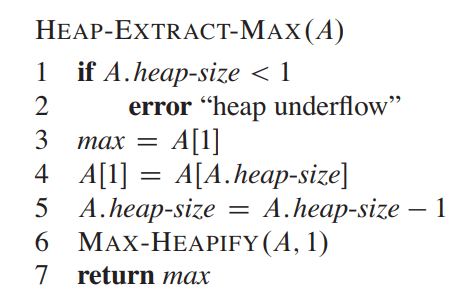 HEAP-EXTRACT-MAX(A)
1 if A.heap-size < 1
2 error “heap underflow”
3 max = A[1]
4 A[1] = A[A.heap-size]
5 A.heap-size = A.heap-size − 1
6 MAX-HEAPIFY(A, 1)
7 return max